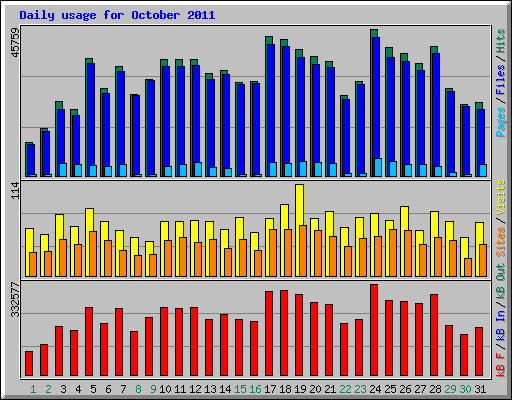 Daily usage for October 2011
45759
Pages / Files / Hits
114
Sites / Visits
332577
kB F / kB In / kB Out
1 2 3 4 5 6 7 8 9 10 11 12 13 14 15 16 17 18 19 20 21 22 23 24 25 26 27 28 29 30 31